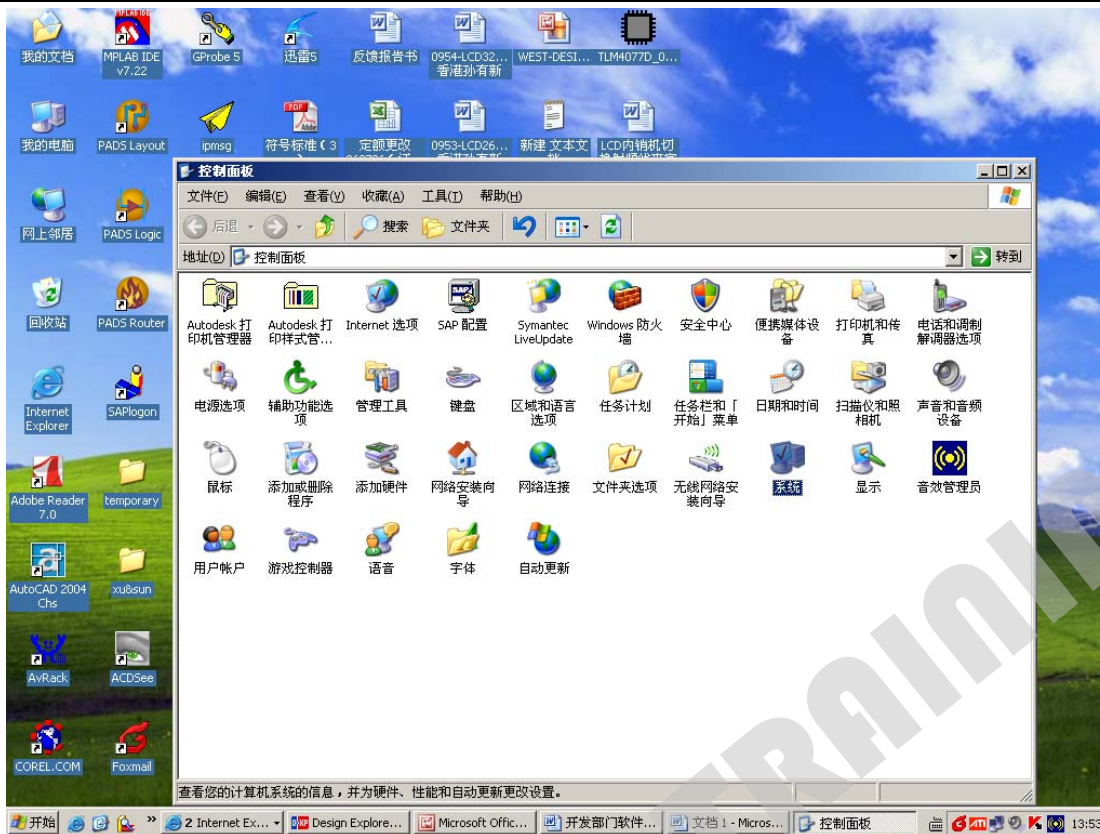 我的文档
MPLAB IDE
v7.22
GProbe 5
迅雷5
反馈报告书
0954-LCD32...
香港孙有新
WEST-DESI...
TLM4077D_0...
我的电脑
PADS Layout
ipmsg
符号标准(3
定额更改
0953-LCD26...
新建 文本文
LCD内销机切
网上邻居
PADS Logic
回收站
PADS Router
Internet
Explorer
SAPlogon
Adobe Reader
7.0
temporary
AutoCAD 2004
Chs
xu&sun
AvRack
ACDSee
COREL.COM
Foxmail
控制面板
文件(F) 编辑(E) 查看(V) 收藏(A) 工具(T) 帮助(H)
后退 搜索 文件夹
地址(D) 控制面板 转到
Autodesk 打
印机管理器
Autodesk 打
印样式管...
Internet 选项
SAP 配置
Symantec
LiveUpdate
Windows 防火
墙
安全中心
便携媒体设
备
打印机和传
真
电话和调制
解调器选项
电源选项
辅助功能选
项
管理工具
键盘
区域和语言
选项
任务计划
任务栏和「
开始」菜单
日期和时间
扫描仪和照
相机
声音和音频
设备
鼠标
添加或删除
程序
添加硬件
网络安装向
导
网络连接
文件夹选项
无线网络安
装向导
系统
显示
音效管理员
用户帐户
游戏控制器
语音
字体
自动更新
查看您的计算机系统的信息,并为硬件、性能和自动更新更改设置。
开始 2 Internet Ex... Design Explore... Microsoft Offic... 开发部门软件... 文档 1 - Micros... 控制面板 13:53